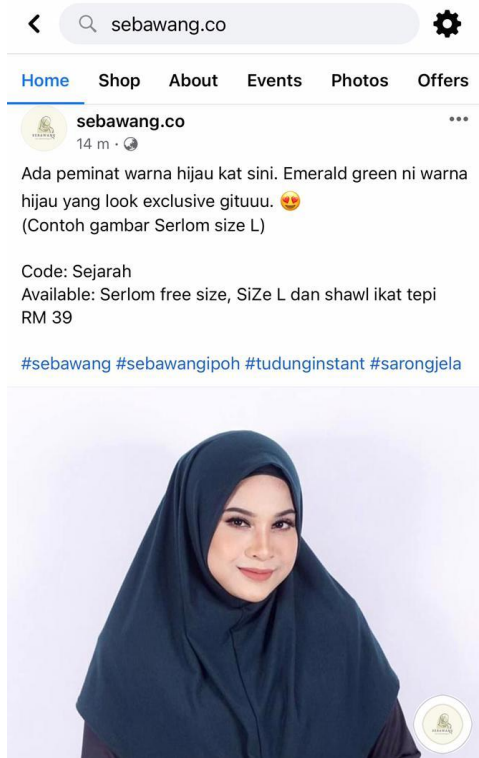 sebawang.co
Home Shop About Events Photos Offers
sebawang.co
14 m ·
Ada peminat warna hijau kat sini. Emerald green ni warna
hijau yang look exclusive gituuu. 😍
(Contoh gambar Serlom size L)
Code: Sejarah
Available: Serlom free size, SiZe L dan shawl ikat tepi
RM 39
#sebawang #sebawangipoh #tudunginstant #sarongjela